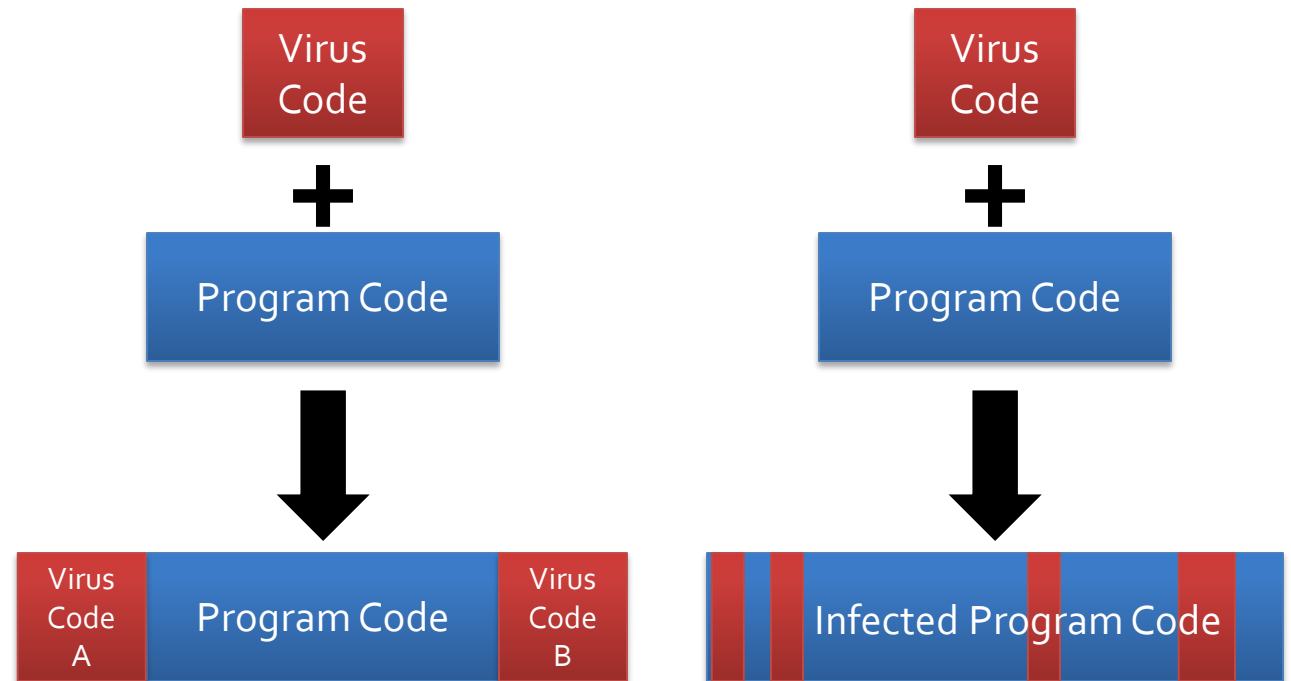 Virus
Code
Program Code
Virus
Code
A
Program Code
Virus
Code
B
Virus
Code
Program Code
Infected Program Code